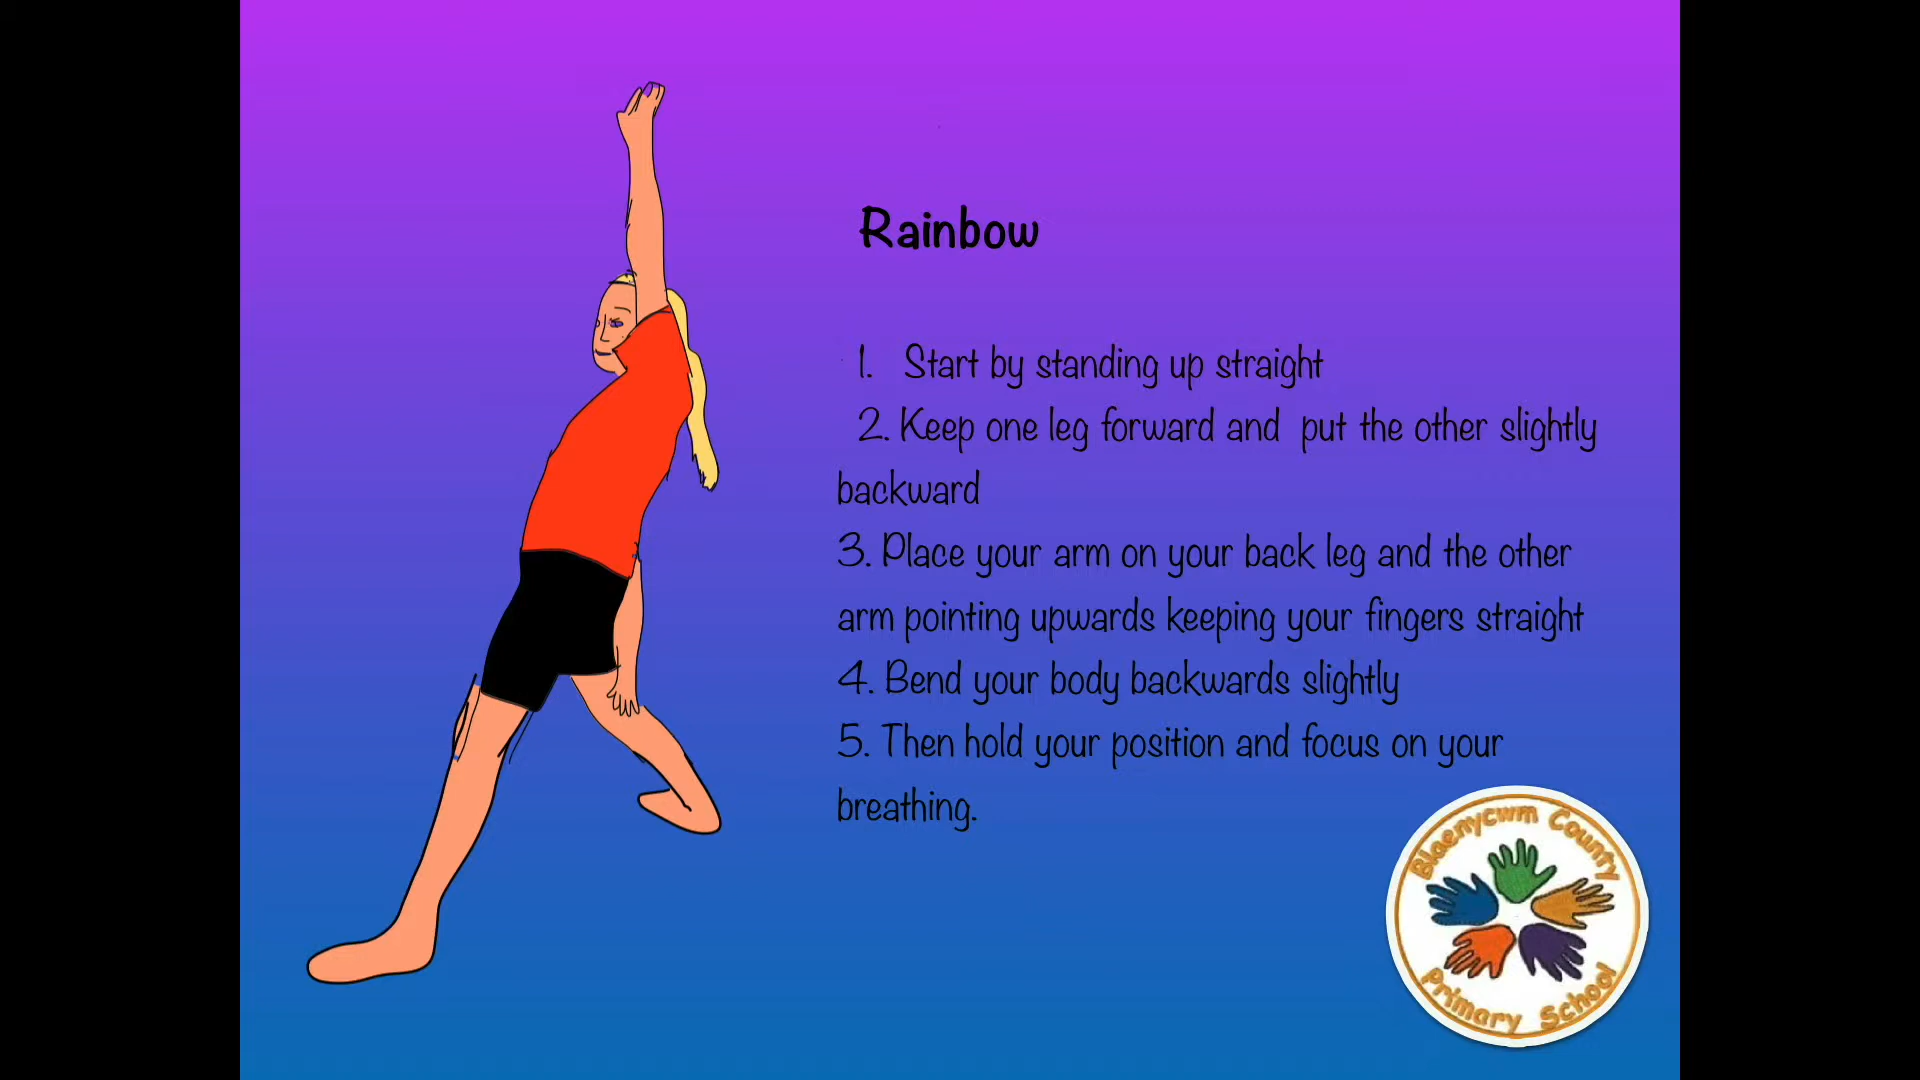 Rainbow
1. Start by standing up straight
2. Keep one leg forward and put the other slightly
backward
3. Place your arm on your back leg and the other
arm pointing upwards keeping your fingers straight
4. Bend your body backwards slightly
5. Then hold your position and focus on your
breathing.
Blaenycwm County
Primary School